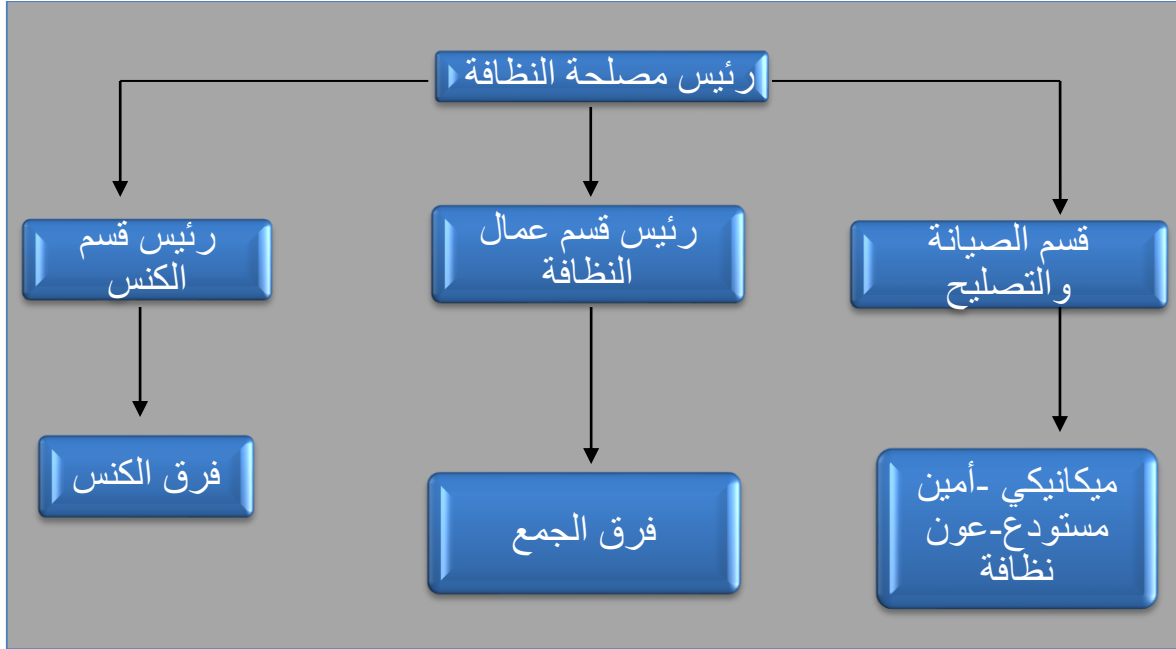 رئيس مصلحة النظافة
قسم الصيانة
والتصليح
رئيس قسم عمال
النظافة
رئيس قسم
الكنس
ميكانيكي -أمين
مستودع-عون
نظافة
فرق الجمع
فرق الكنس